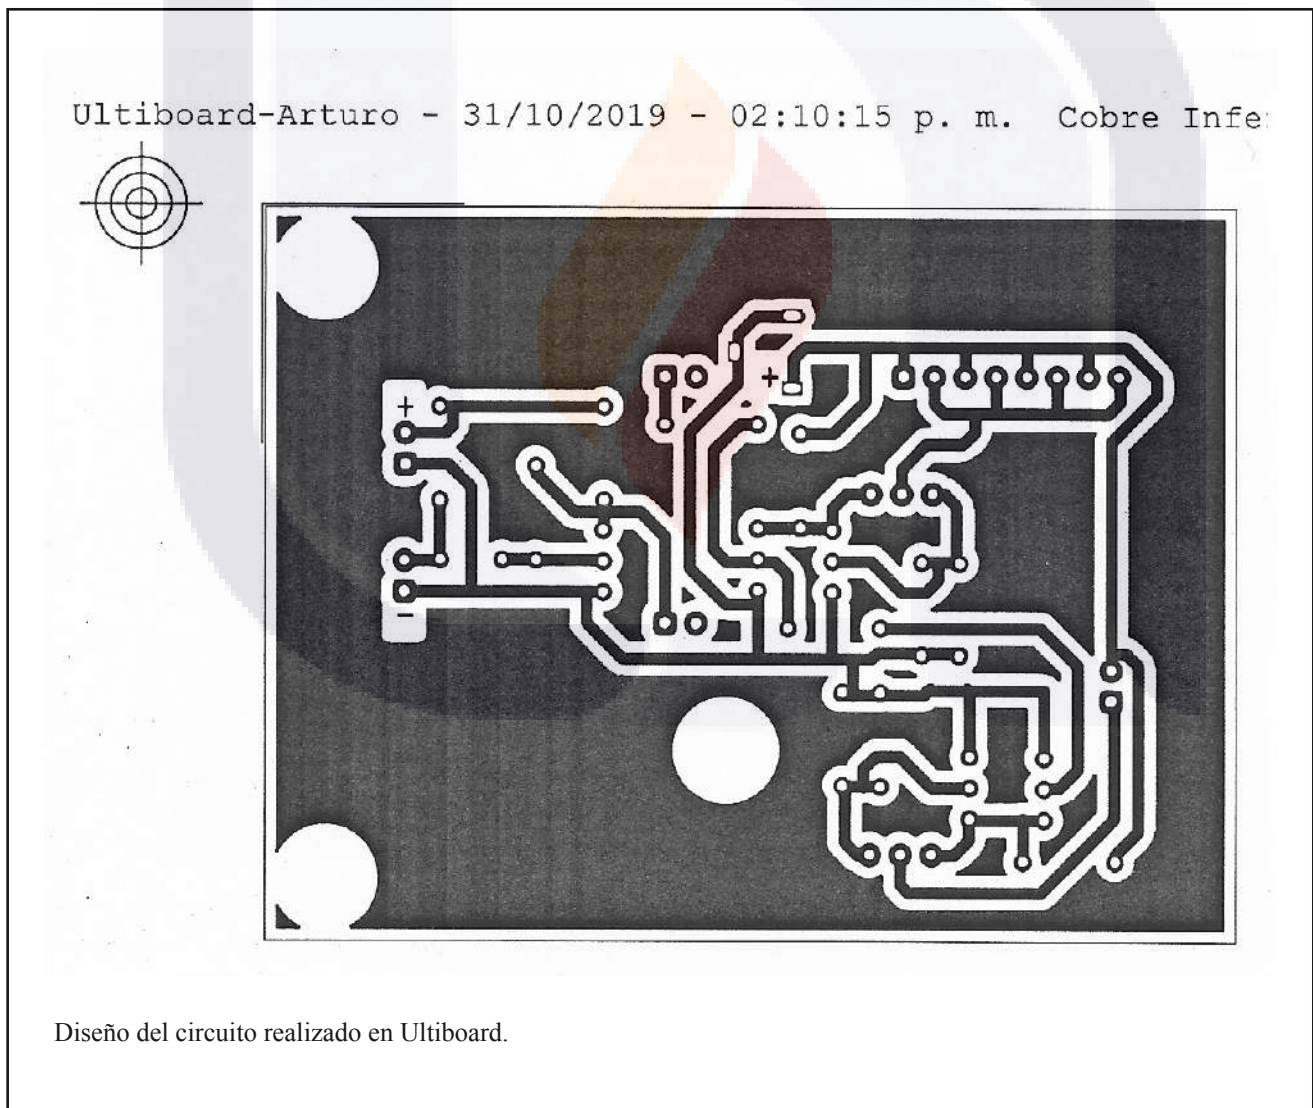 Ultiboard-Arturo - 31/10/2019 - 02:10:15 p. m. Cobre Infe
+
+
-
Diseño del circuito realizado en Ultiboard.